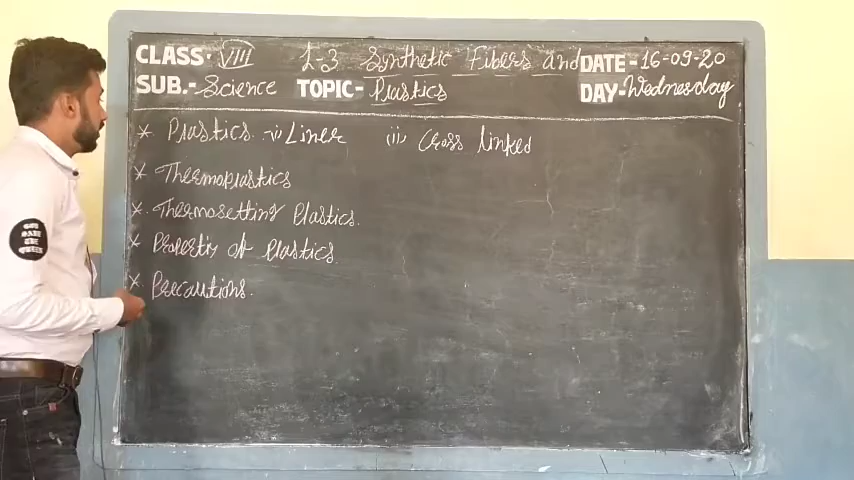 CLASS- VIII L-3 Synthetic Fibers and DATE-16-09-20
SUB.-Science TOPIC- Plastics DAY-Wednesday
* Plastics - (i) Liner (ii) Cross linked
* Thermoplastics
* Thermosetting Plastics.
* Property of Plastics.
* Precautions.